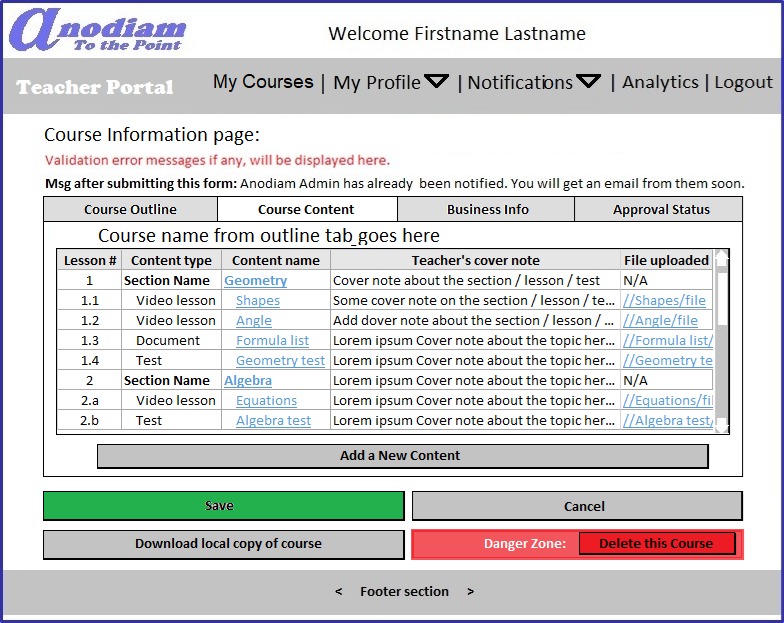 Anodiam
To the Point
Welcome Firstname Lastname
Teacher Portal My Courses | My Profile | Notifications | Analytics | Logout
Course Information page:
Validation error messages if any, will be displayed here.
Msg after submitting this form: Anodiam Admin has already been notified. You will get an email from them soon.
Course Outline Course Content Business Info Approval Status
Course name from outline tab goes here
Lesson # Content type Content name Teacher's cover note File uploaded
1 Section Name Geometry Cover note about the section / lesson / test N/A
1.1 Video lesson Shapes Some cover note on the section / lesson / te... //Shapes/file
1.2 Video lesson Angle Add dover note about the section / lesson / ... //Angle/file
1.3 Document Formula list Lorem ipsum Cover note about the topic her... //Formula list/
1.4 Test Geometry test Lorem ipsum Cover note about the topic her... //Geometry te
2 Section Name Algebra Lorem ipsum Cover note about the topic her... N/A
2.a Video lesson Equations Lorem ipsum Cover note about the topic her... //Equations/fil
2.b Test Algebra test Lorem ipsum Cover note about the topic her... //Algebra test/
Add a New Content
Save Cancel
Download local copy of course Danger Zone: Delete this Course
< Footer section >